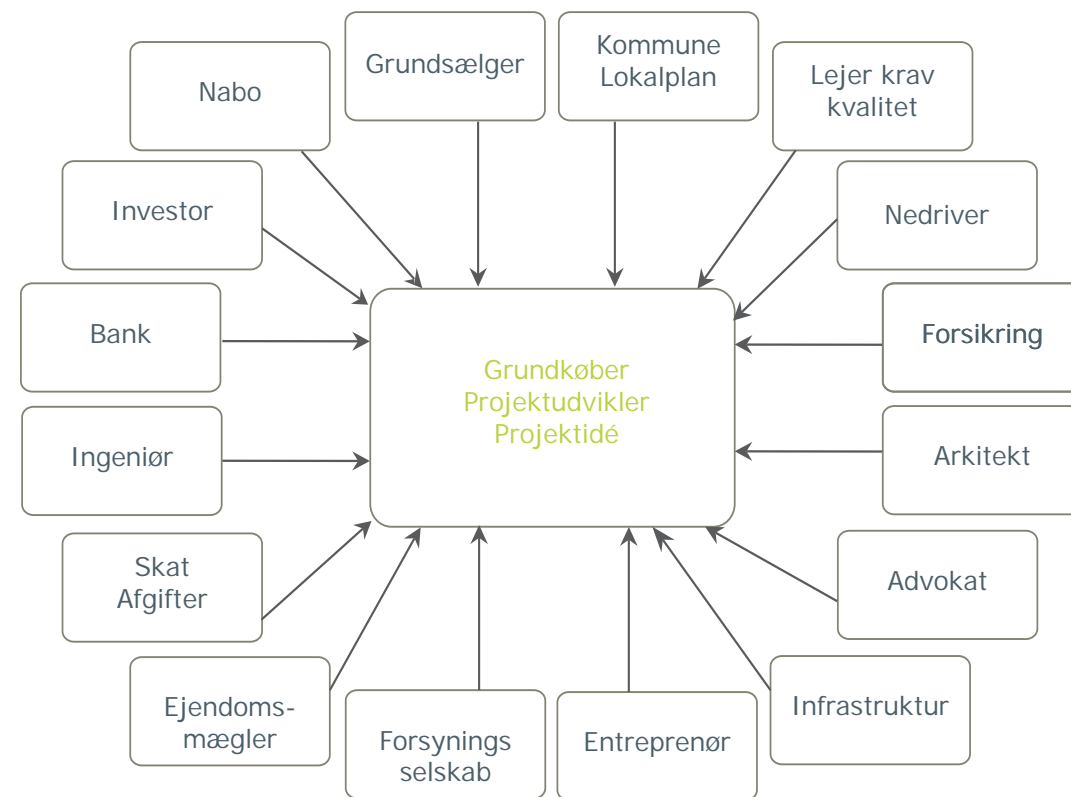 Grundsælger
Kommune
Lokalplan
Lejer krav
kvalitet
Nabo
Investor
Nedriver
Bank
Forsikring
Grundkøber
Projektudvikler
Projektidé
Ingeniør
Arkitekt
Skat
Afgifter
Advokat
Ejendoms-
mægler
Forsynings
selskab
Entreprenør
Infrastruktur